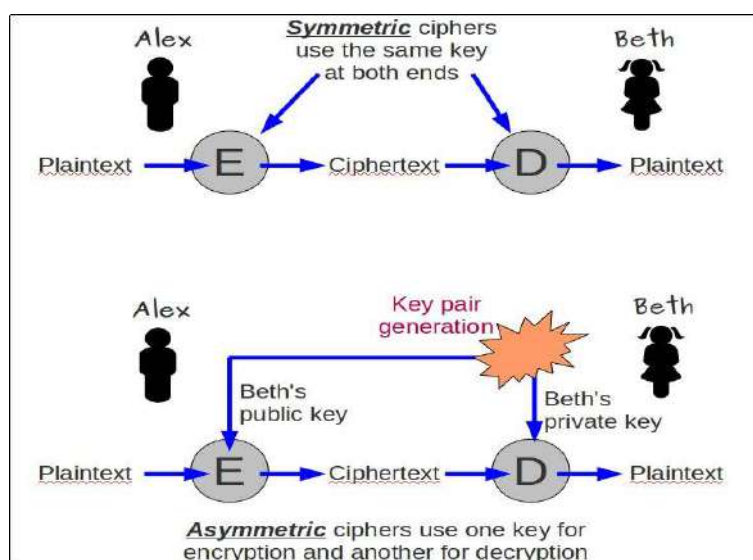 Alex
Symmetric ciphers
use the same key
at both ends
Beth
Plaintext E Ciphertext D Plaintext
Alex
Key pair
generation
Beth
Beth's
public key
Beth's
private key
Plaintext E Ciphertext D Plaintext
Asymmetric ciphers use one key for
encryption and another for decryption